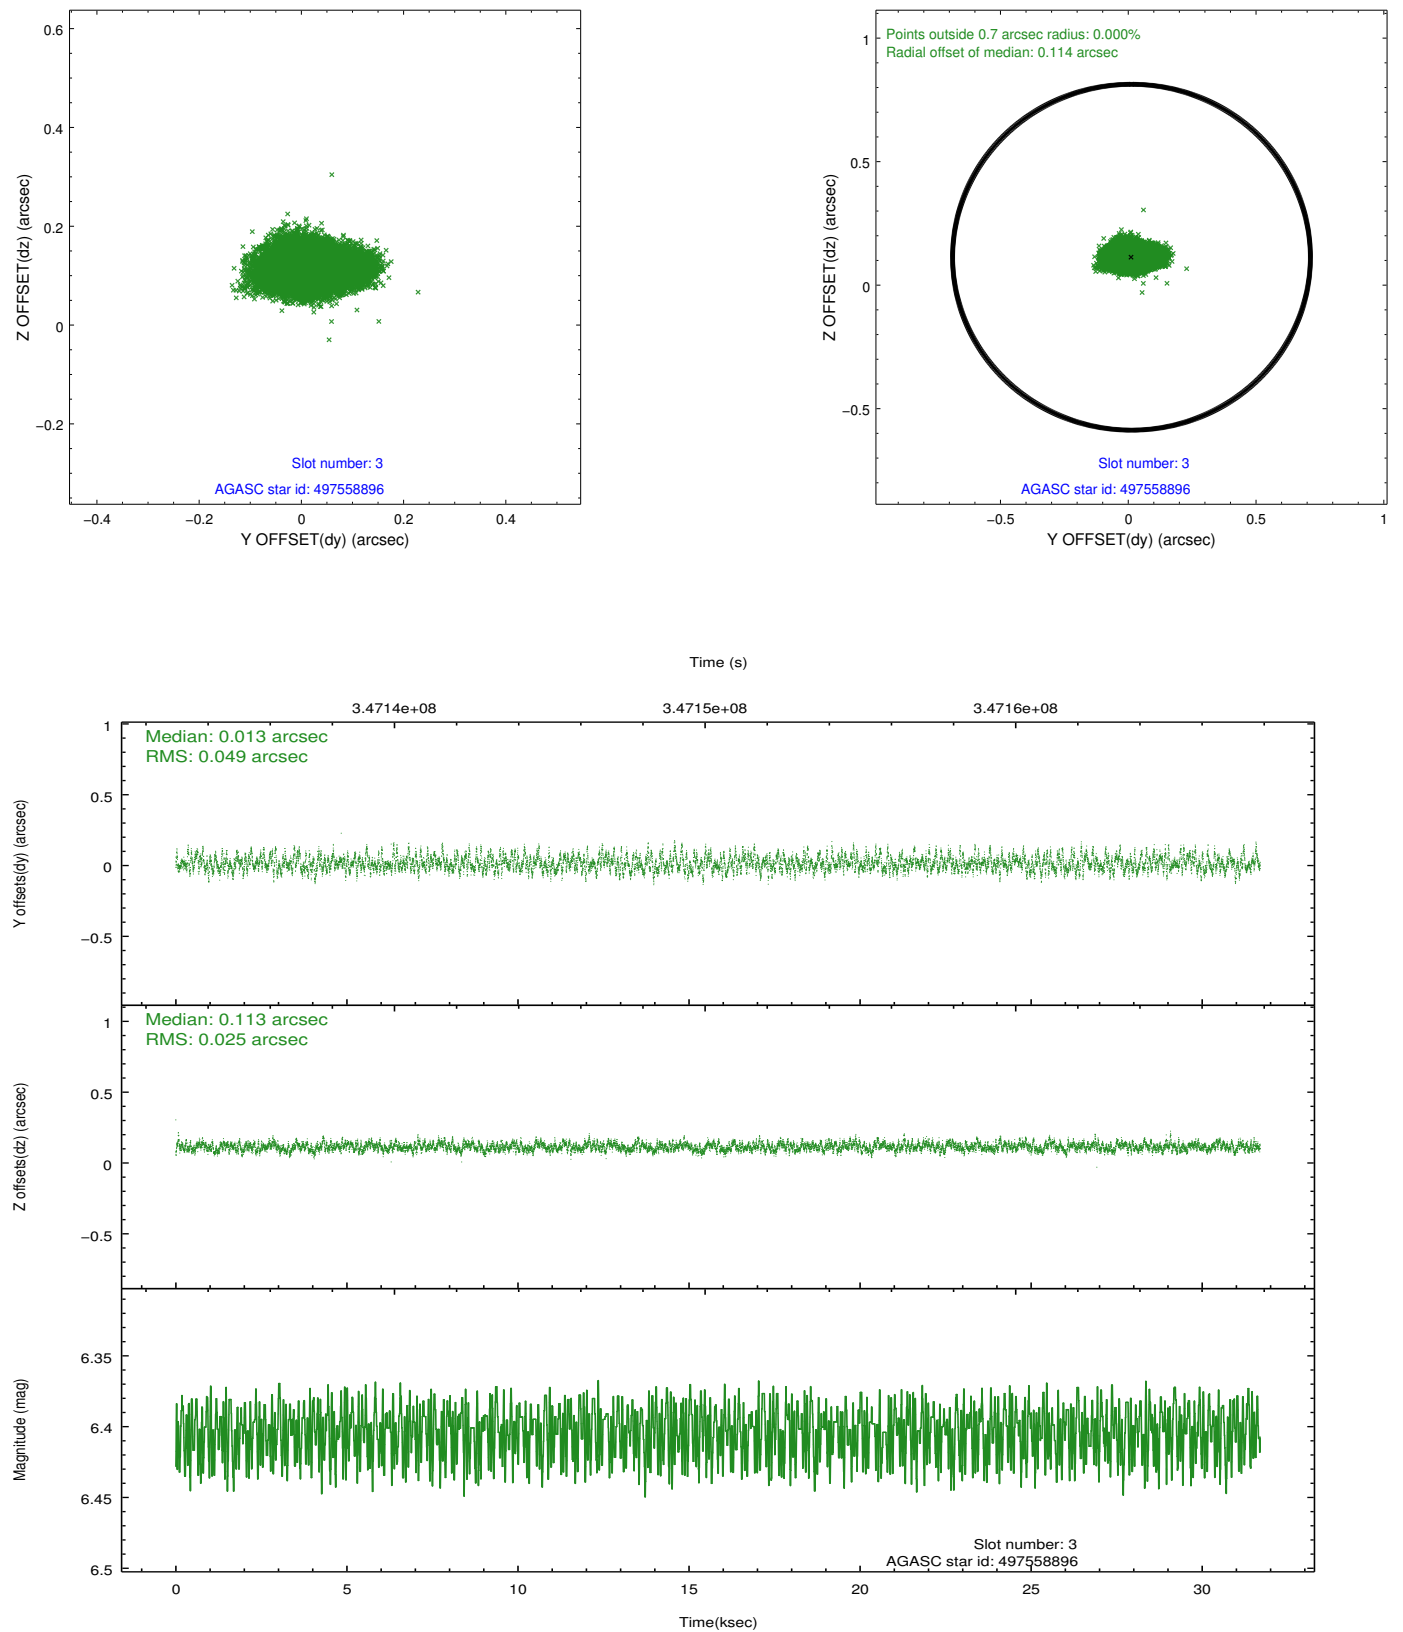 0.6
0.4
0.2
0
−0.2
Z OFFSET(dz) (arcsec)
Slot number: 3
AGASC star id: 497558896
−0.4 −0.2 0 0.2 0.4
Y OFFSET(dy) (arcsec)
Points outside 0.7 arcsec radius: 0.000%
Radial offset of median: 0.114 arcsec
1
0.5
0
−0.5
Z OFFSET(dz) (arcsec)
Slot number: 3
AGASC star id: 497558896
−0.5 0 0.5 1
Y OFFSET(dy) (arcsec)
Time (s)
3.4714e+08 3.4715e+08 3.4716e+08
Median: 0.013 arcsec
RMS: 0.049 arcsec
1
0.5
0
−0.5
Y offsets(dy) (arcsec)
Median: 0.113 arcsec
RMS: 0.025 arcsec
1
0.5
0
−0.5
Z offsets(dz) (arcsec)
6.35
6.4
6.45
6.5
Magnitude (mag)
Slot number: 3
AGASC star id: 497558896
0 5 10 15 20 25 30
Time(ksec)